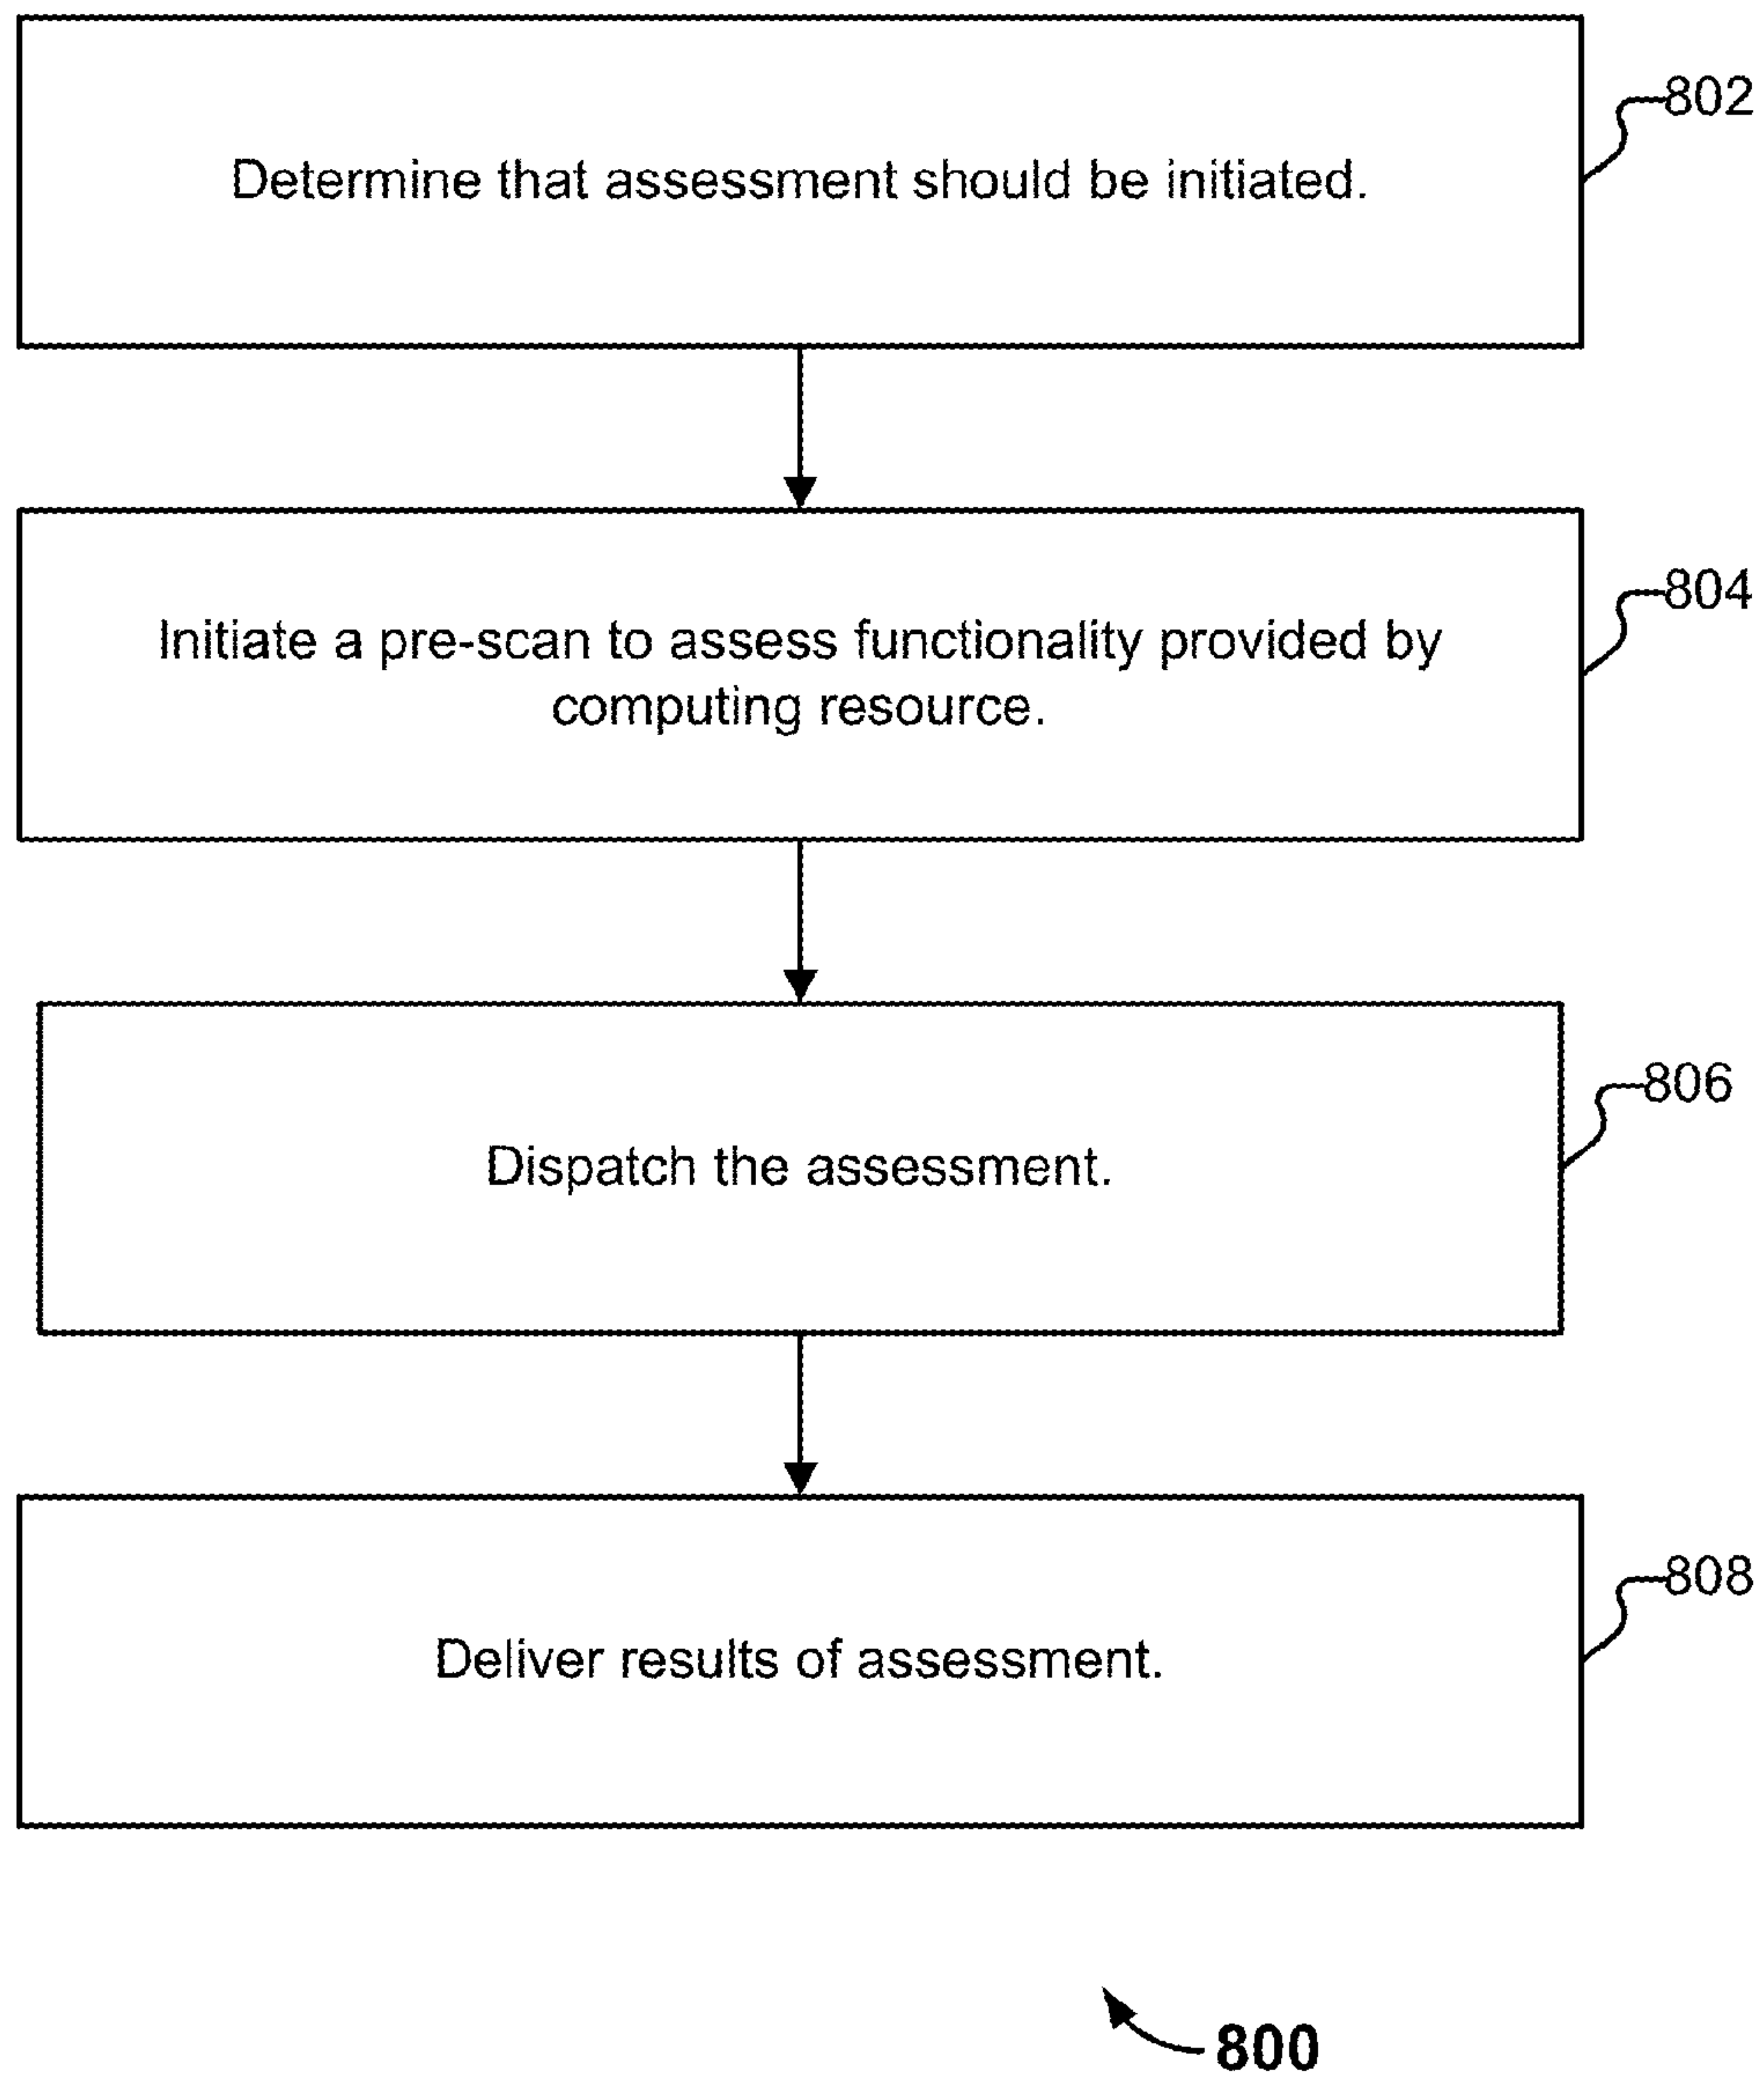 802
Determine that assessment should be initiated.
804
Initiate a pre-scan to assess functionality provided by
computing resource.
806
Dispatch the assessment.
808
Deliver results of assessment.
800